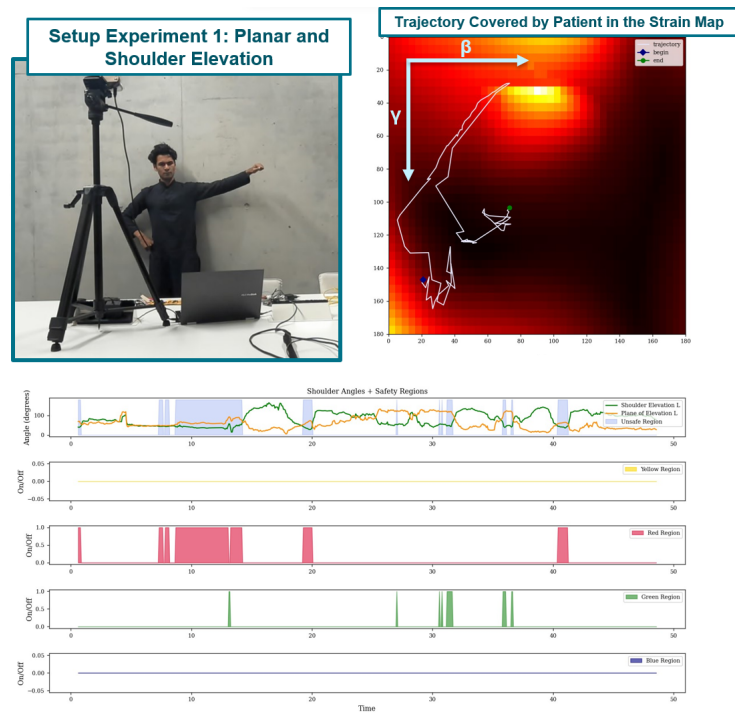 Setup Experiment 1: Planar and
Shoulder Elevation
Trajectory Covered by Patient in the Strain Map
trajectory
begin
end
β
γ
0
20
40
60
80
100
120
140
160
180
0 20 40 60 80 100 120 140 160 180
Shoulder Angles + Safety Regions
Angle (degrees)
100
0
Shoulder Elevation L
Plane of Elevation L
Unsafe Region
0 10 20 30 40 50
On/Off
0.05
0.00
−0.05
Yellow Region
0 10 20 30 40 50
On/Off
1.0
0.5
0.0
Red Region
0 10 20 30 40 50
On/Off
1.0
0.5
0.0
Green Region
0 10 20 30 40 50
On/Off
0.05
0.00
−0.05
Blue Region
0 10 20 30 40 50
Time